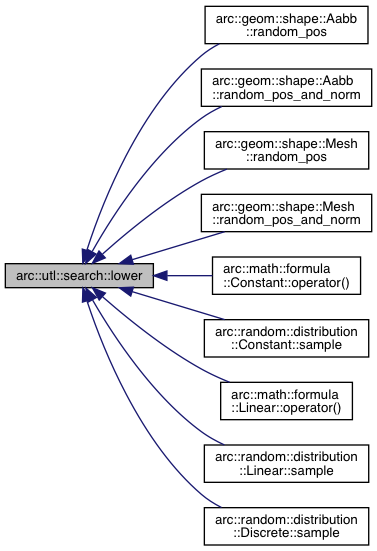 arc::geom::shape::Aabb
::random_pos
arc::geom::shape::Aabb
::random_pos_and_norm
arc::geom::shape::Mesh
::random_pos
arc::geom::shape::Mesh
::random_pos_and_norm
arc::utl::search::lower
arc::math::formula
::Constant::operator()
arc::random::distribution
::Constant::sample
arc::math::formula
::Linear::operator()
arc::random::distribution
::Linear::sample
arc::random::distribution
::Discrete::sample